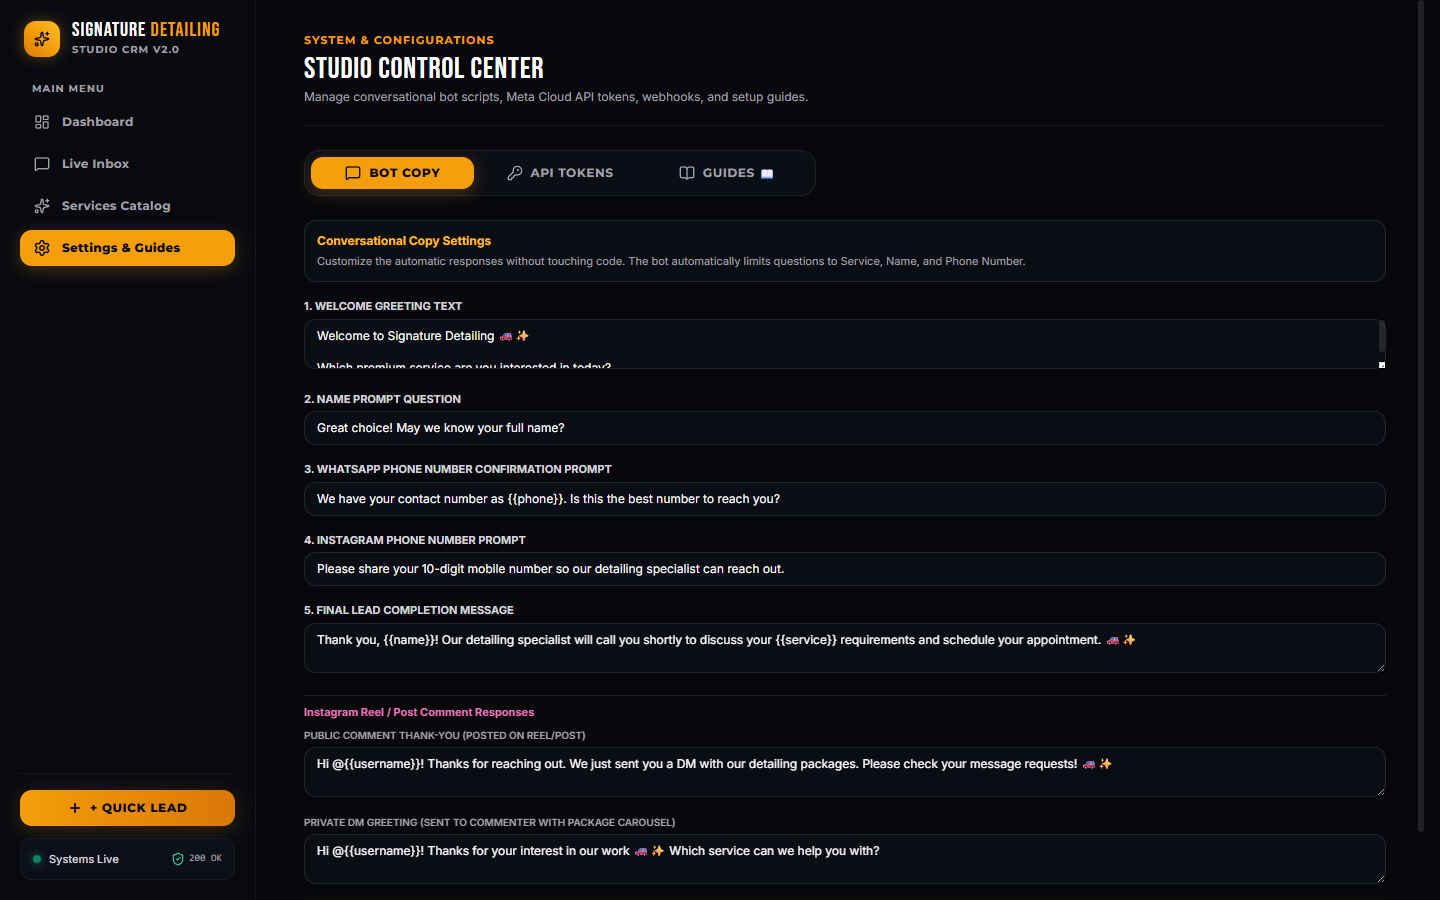 SIGNATURE DETAILING
STUDIO CRM V2.0
MAIN MENU
Dashboard
Live Inbox
Services Catalog
Settings & Guides
+ QUICK LEAD
Systems Live
200 OK
SYSTEM & CONFIGURATIONS
STUDIO CONTROL CENTER
Manage conversational bot scripts, Meta Cloud API tokens, webhooks, and setup guides.
BOT COPY
API TOKENS
GUIDES 📖
Conversational Copy Settings
Customize the automatic responses without touching code. The bot automatically limits questions to Service, Name, and Phone Number.
1. WELCOME GREETING TEXT
Welcome to Signature Detailing 🚗 ✨
Which premium service are you interested in today?
2. NAME PROMPT QUESTION
Great choice! May we know your full name?
3. WHATSAPP PHONE NUMBER CONFIRMATION PROMPT
We have your contact number as {{phone}}. Is this the best number to reach you?
4. INSTAGRAM PHONE NUMBER PROMPT
Please share your 10-digit mobile number so our detailing specialist can reach out.
5. FINAL LEAD COMPLETION MESSAGE
Thank you, {{name}}! Our detailing specialist will call you shortly to discuss your {{service}} requirements and schedule your appointment. 🚗 ✨
Instagram Reel / Post Comment Responses
PUBLIC COMMENT THANK-YOU (POSTED ON REEL/POST)
Hi @{{username}}! Thanks for reaching out. We just sent you a DM with our detailing packages. Please check your message requests! 🚗 ✨
PRIVATE DM GREETING (SENT TO COMMENTER WITH PACKAGE CAROUSEL)
Hi @{{username}}! Thanks for your interest in our work 🚗 ✨ Which service can we help you with?